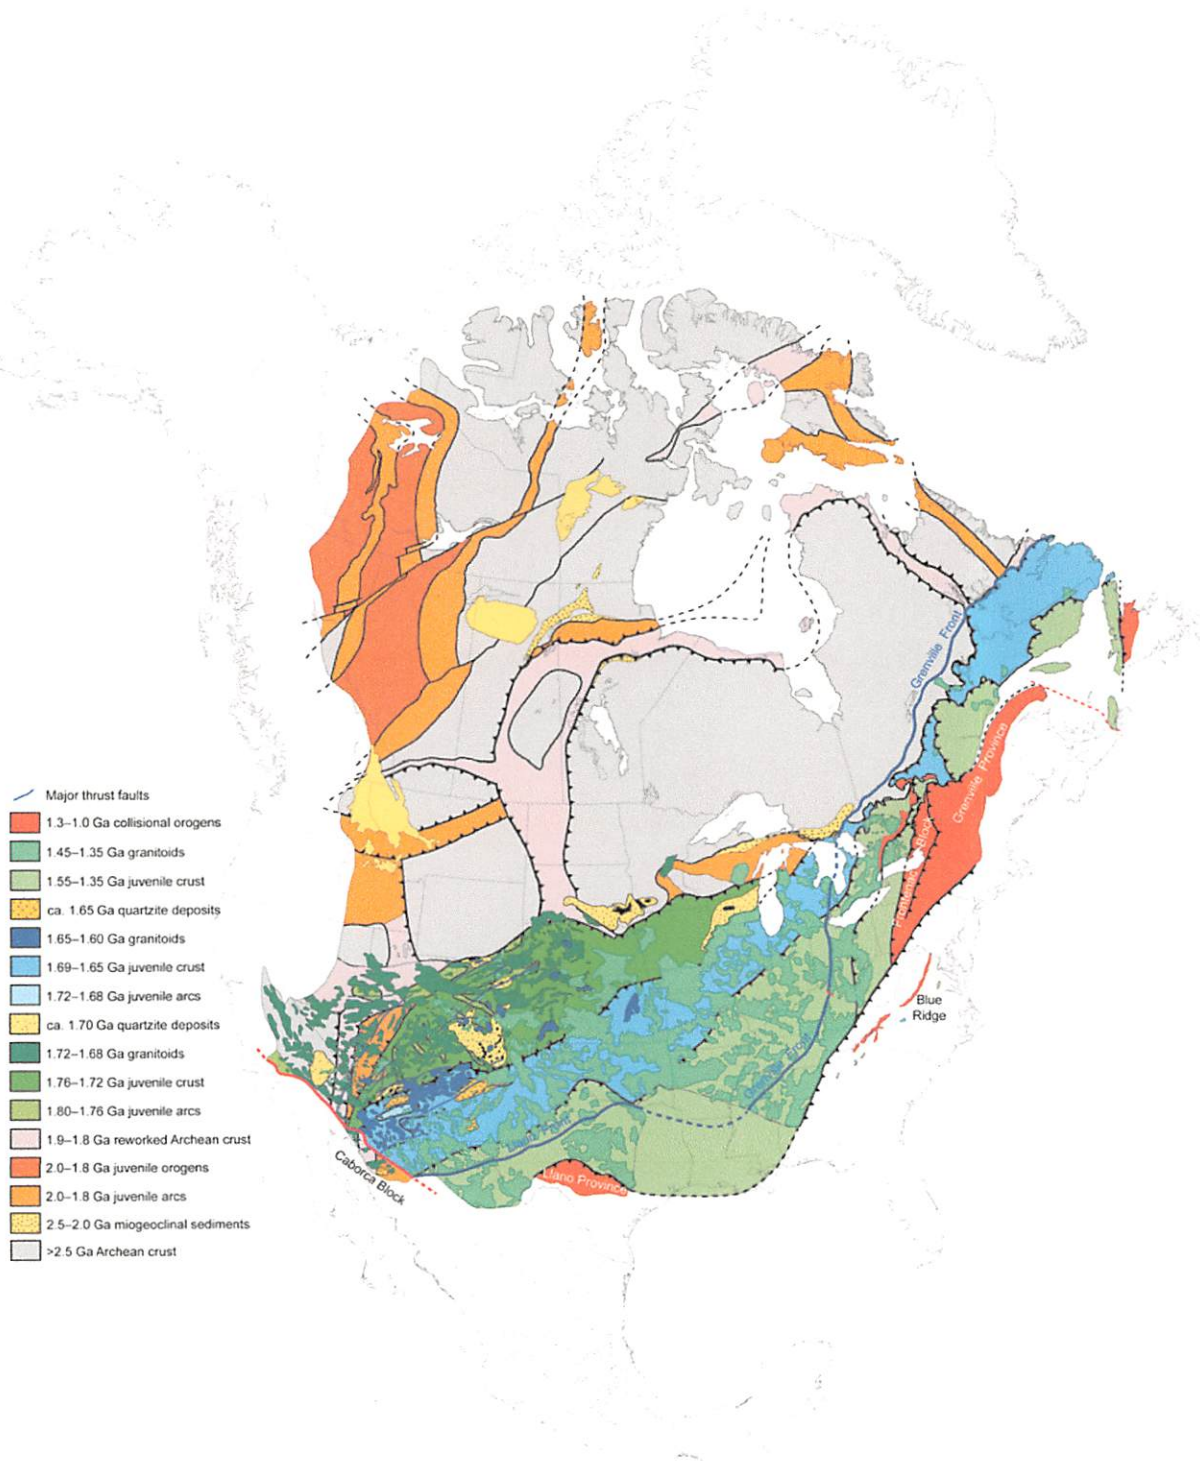 Major thrust faults
1.3–1.0 Ga collisional orogens
1.45–1.35 Ga granitoids
1.55–1.35 Ga juvenile crust
ca. 1.65 Ga quartzite deposits
1.65–1.60 Ga granitoids
1.69–1.65 Ga juvenile crust
1.72–1.68 Ga juvenile arcs
ca. 1.70 Ga quartzite deposits
1.72–1.68 Ga granitoids
1.76–1.72 Ga juvenile crust
1.80–1.76 Ga juvenile arcs
1.9–1.8 Ga reworked Archean crust
2.0–1.8 Ga juvenile orogens
2.0–1.8 Ga juvenile arcs
2.5–2.0 Ga miogeoclinal sediments
>2.5 Ga Archean crust
Grenville Front
Grenville Province
Block
Blue
Ridge
Grenville Front
Llano Front
Llano Province
Caborca Block